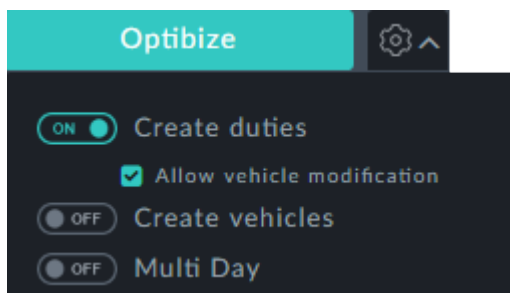 Optibize
ON Create duties
Allow vehicle modification
OFF Create vehicles
OFF Multi Day